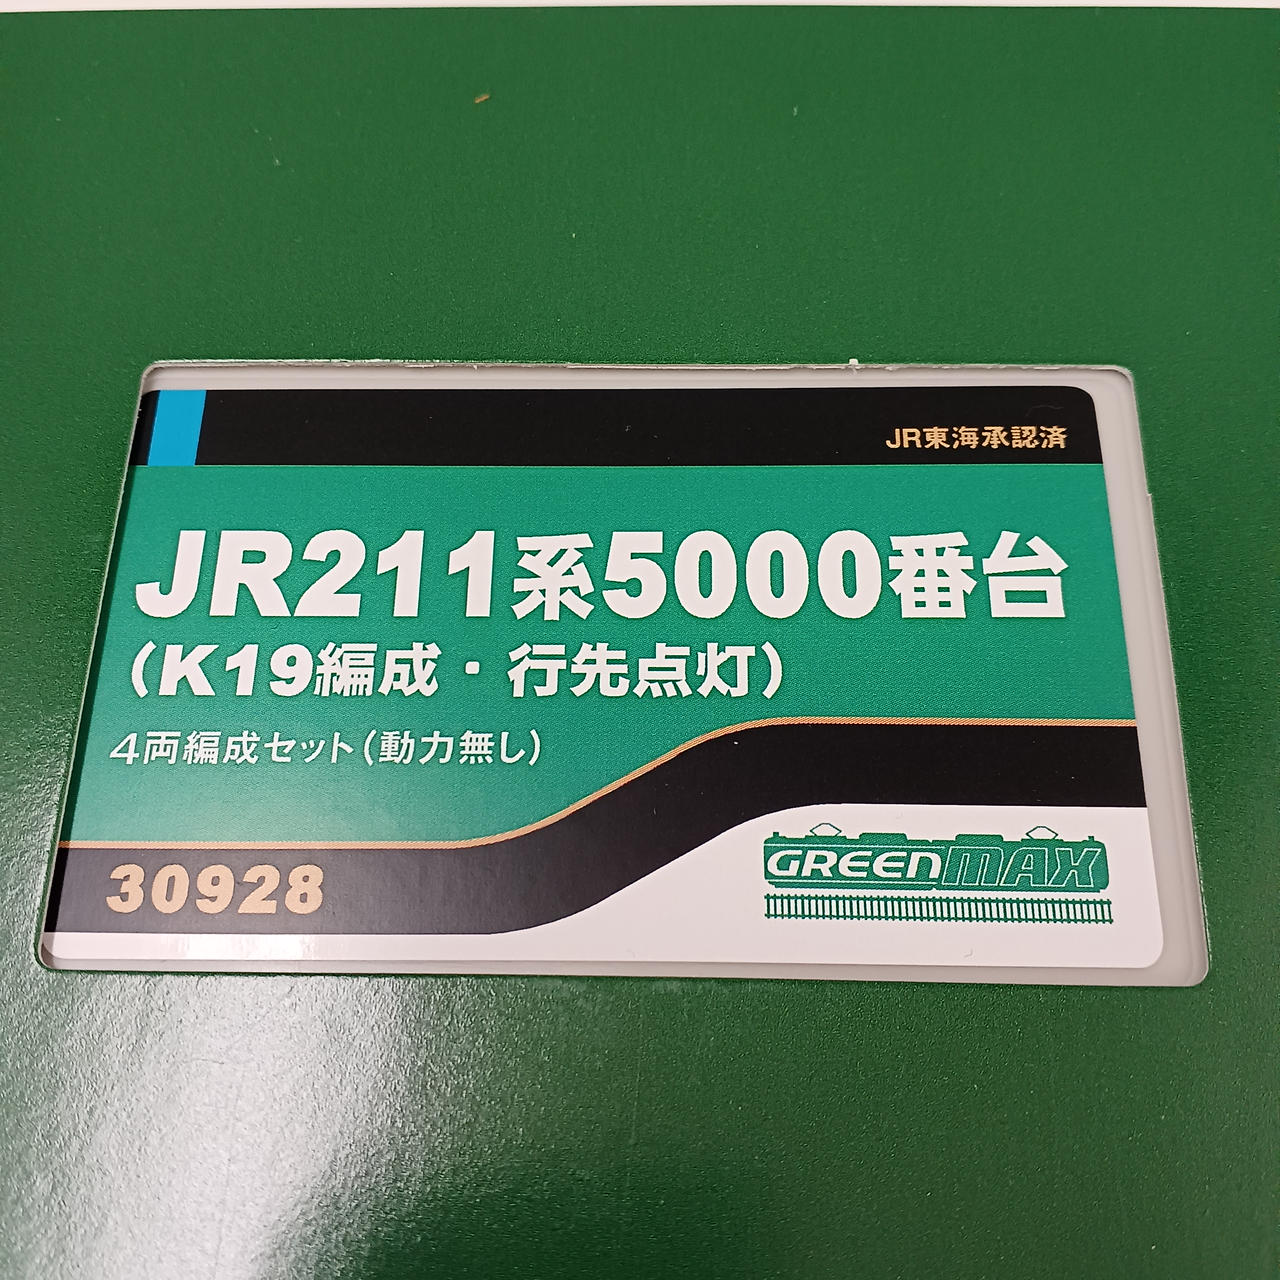 JR東海承認済
JR211系5000番台
(K19編成・行先点灯)
4両編成セット(動力無し)
30928
GREENMAX